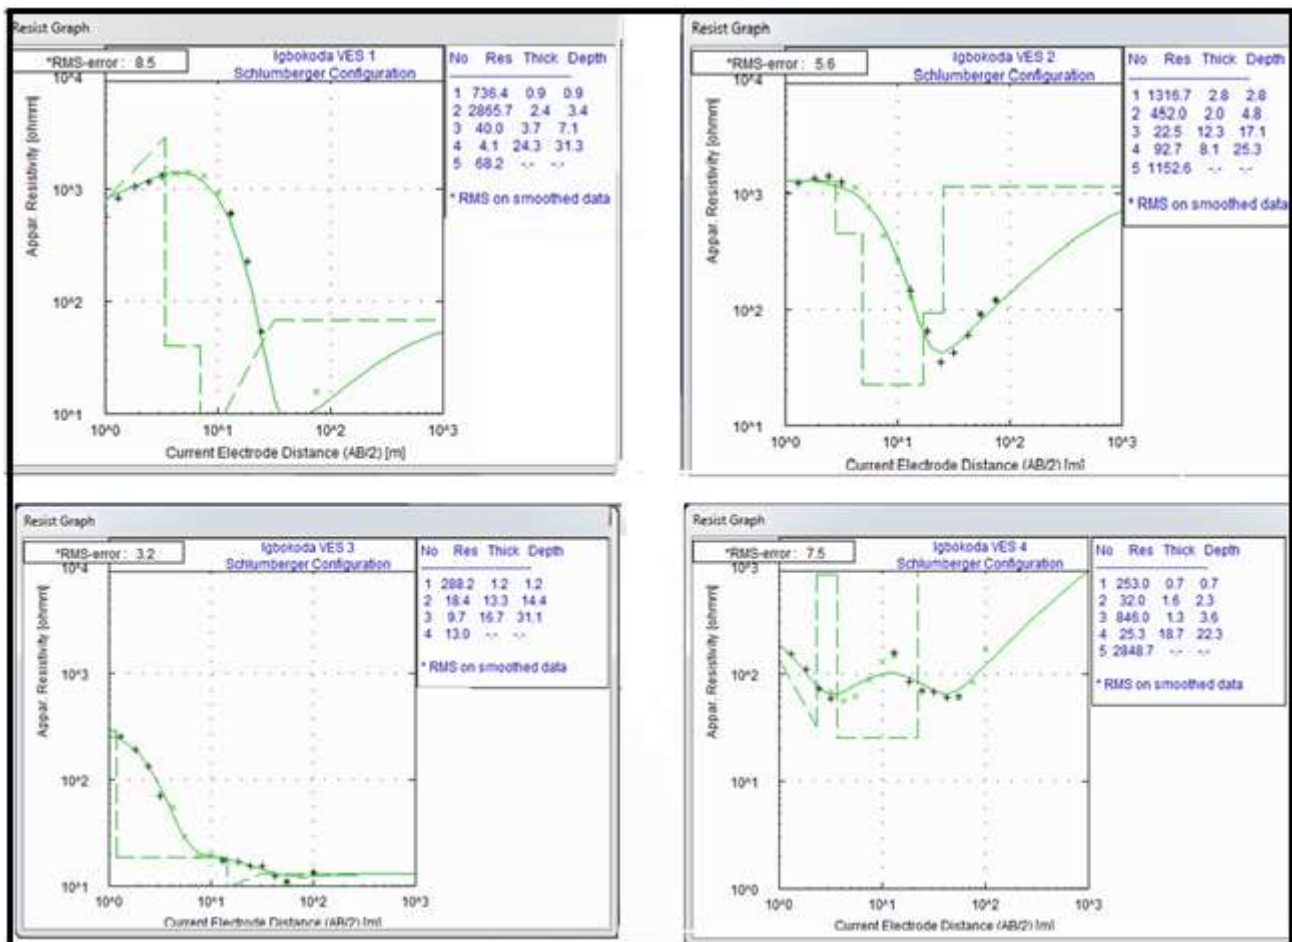 Resist Graph
*RMS-error : 8.5
Igbokoda VES 1
Schlumberger Configuration
No Res Thick Depth
1 736.4 0.9 0.9
2 2865.7 2.4 3.4
3 40.0 3.7 7.1
4 4.1 24.3 31.3
5 68.2 -.- -.-
* RMS on smoothed data
Appar. Resistivity [ohmm]
10^4
10^3
10^2
10^1
10^0 10^1 10^2 10^3
Current Electrode Distance (AB/2) [m]
Resist Graph
*RMS-error : 5.6
Igbokoda VES 2
Schlumberger Configuration
No Res Thick Depth
1 1316.7 2.8 2.8
2 452.0 2.0 4.8
3 22.5 12.3 17.1
4 92.7 8.1 25.3
5 1152.6 -.- -.-
* RMS on smoothed data
Appar. Resistivity [ohmm]
10^4
10^3
10^2
10^1
10^0 10^1 10^2 10^3
Current Electrode Distance (AB/2) [m]
Resist Graph
*RMS-error : 3.2
Igbokoda VES 3
Schlumberger Configuration
No Res Thick Depth
1 288.2 1.2 1.2
2 18.4 13.3 14.4
3 9.7 16.7 31.1
4 13.0 -.- -.-
* RMS on smoothed data
Appar. Resistivity [ohmm]
10^4
10^3
10^2
10^1
10^0 10^1 10^2 10^3
Current Electrode Distance (AB/2) [m]
Resist Graph
*RMS-error : 7.5
Igbokoda VES 4
Schlumberger Configuration
No Res Thick Depth
1 253.0 0.7 0.7
2 32.0 1.6 2.3
3 846.0 1.3 3.6
4 25.3 18.7 22.3
5 2848.7 -.- -.-
* RMS on smoothed data
Appar. Resistivity [ohmm]
10^3
10^2
10^1
10^0
10^0 10^1 10^2 10^3
Current Electrode Distance (AB/2) [m]